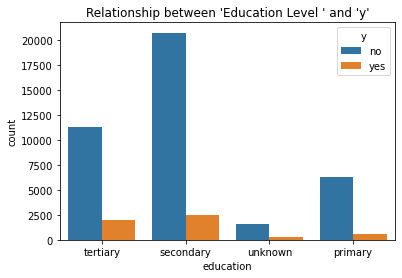 Relationship between 'Education Level ' and 'y'
y
no
yes
20000
17500
15000
12500
10000
7500
5000
2500
0
count
tertiary secondary unknown primary
education